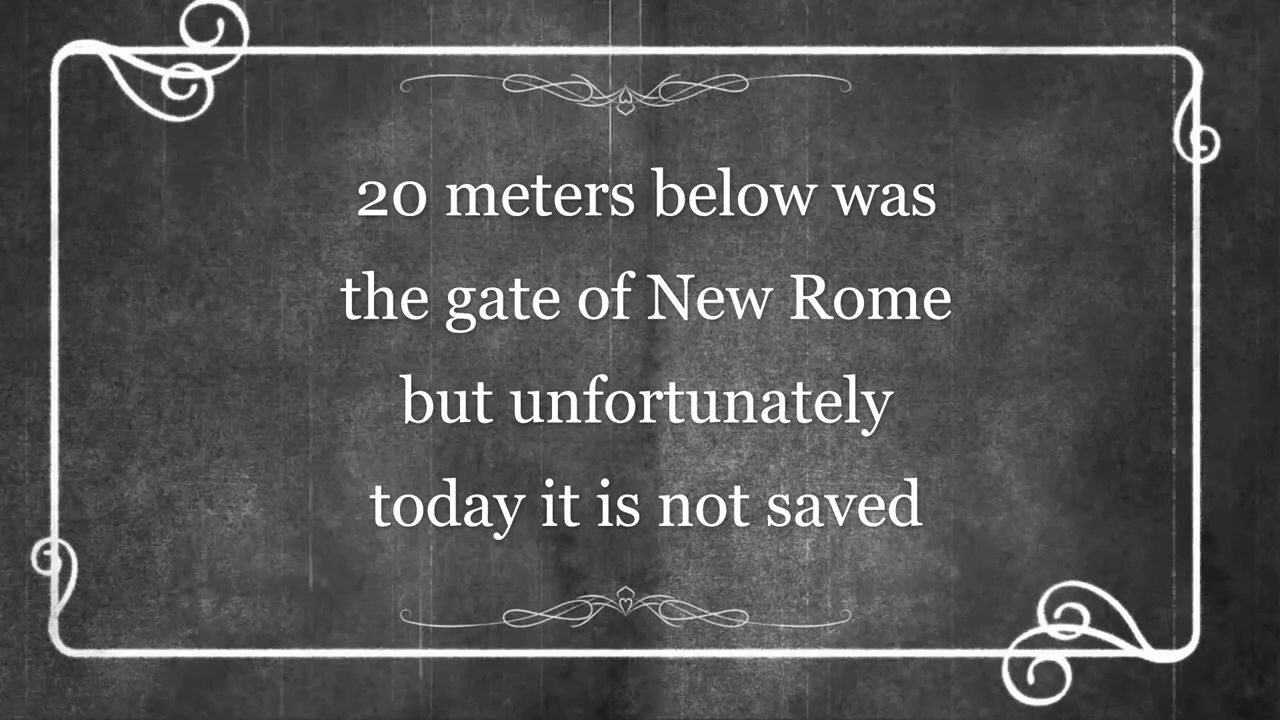 20 meters below was
the gate of New Rome
but unfortunately
today it is not saved